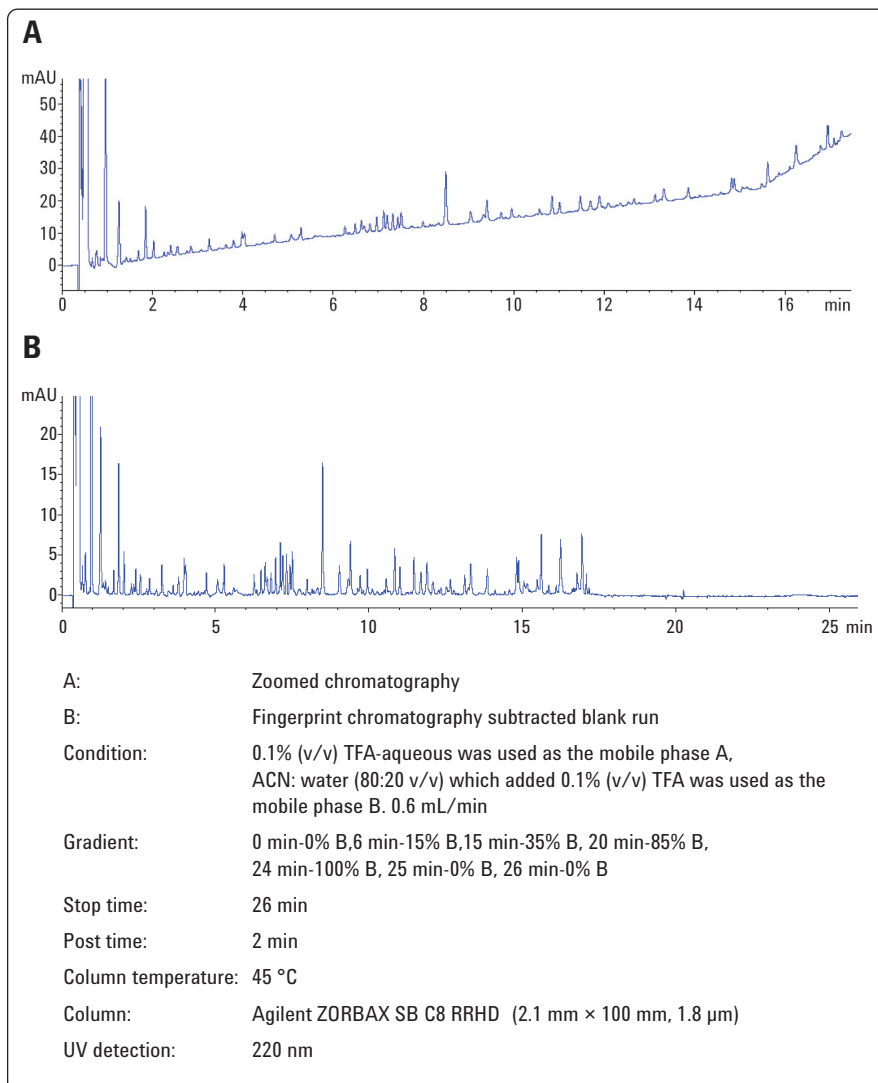 A
mAU
50
40
30
20
10
0
0 2 4 6 8 10 12 14 16 min
B
mAU
20
15
10
5
0
0 5 10 15 20 25 min
A: Zoomed chromatography
B: Fingerprint chromatography subtracted blank run
Condition: 0.1% (v/v) TFA-aqueous was used as the mobile phase A,
ACN: water (80:20 v/v) which added 0.1% (v/v) TFA was used as the
mobile phase B. 0.6 mL/min
Gradient: 0 min-0% B,6 min-15% B,15 min-35% B, 20 min-85% B,
24 min-100% B, 25 min-0% B, 26 min-0% B
Stop time: 26 min
Post time: 2 min
Column temperature: 45 °C
Column: Agilent ZORBAX SB C8 RRHD (2.1 mm × 100 mm, 1.8 µm)
UV detection: 220 nm